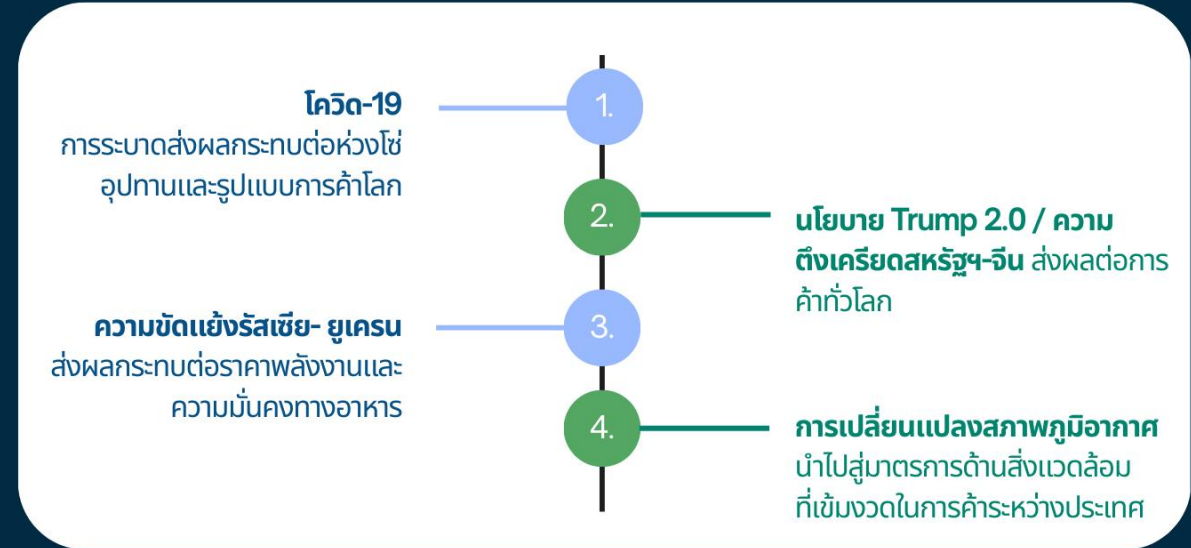 1.
โควิด-19
การระบาดส่งผลกระทบต่อห่วงโซ่
อุปทานและรูปแบบการค้าโลก
2.
นโยบาย Trump 2.0 / ความ
ตึงเครียดสหรัฐฯ-จีน ส่งผลต่อการ
ค้าทั่วโลก
3.
ความขัดแย้งรัสเซีย- ยูเครน
ส่งผลกระทบต่อราคาพลังงานและ
ความมั่นคงทางอาหาร
4.
การเปลี่ยนแปลงสภาพภูมิอากาศ
นำไปสู่มาตรการด้านสิ่งแวดล้อม
ที่เข้มงวดในการค้าระหว่างประเทศ